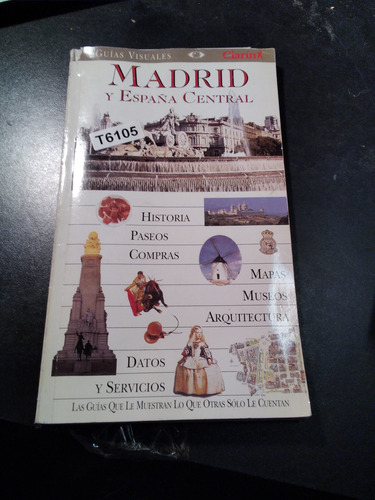 GUÍAS VISUALES Clarín
MADRID
Y ESPAÑA CENTRAL
T6105
HISTORIA
PASEOS
COMPRAS
MAPAS
MUSEOS
ARQUITECTURA
DATOS
Y SERVICIOS
LAS GUÍAS QUE LE MUESTRAN LO QUE OTRAS SÓLO LE CUENTAN